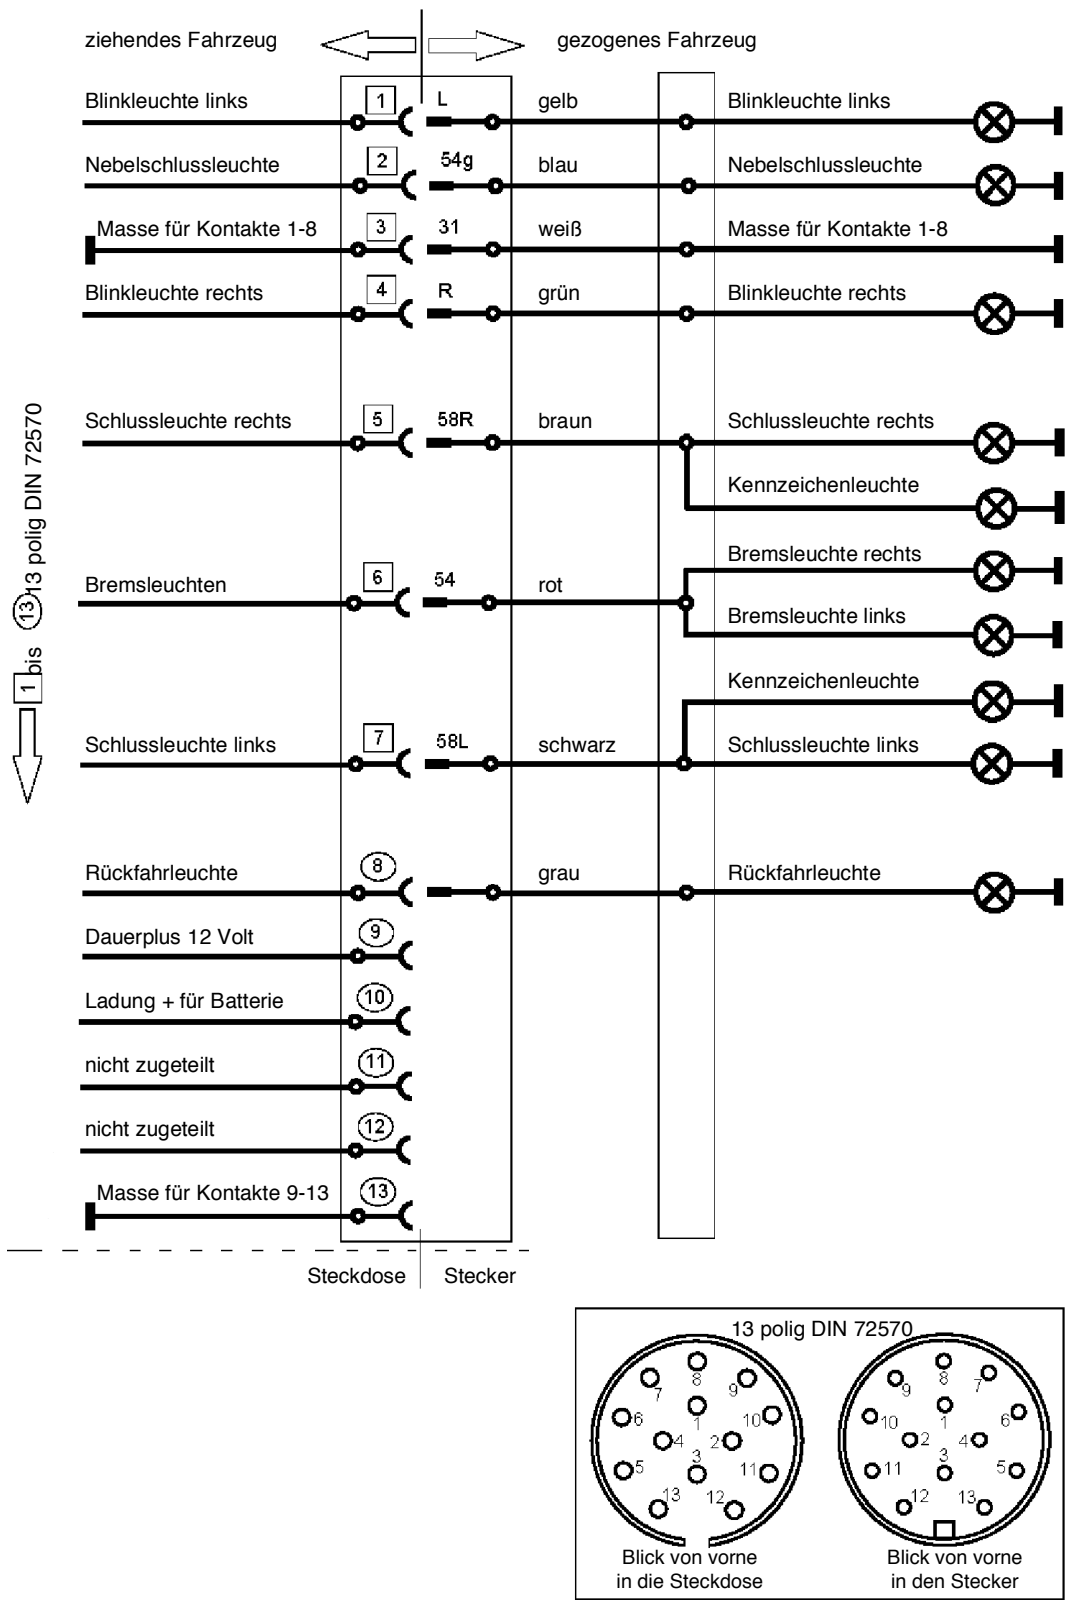 ziehendes Fahrzeug
gezogenes Fahrzeug
Blinkleuchte links 1 L gelb Blinkleuchte links
Nebelschlussleuchte 2 54g blau Nebelschlussleuchte
Masse für Kontakte 1-8 3 31 weiß Masse für Kontakte 1-8
Blinkleuchte rechts 4 R grün Blinkleuchte rechts
Schlussleuchte rechts 5 58R braun Schlussleuchte rechts
Kennzeichenleuchte
Bremsleuchte rechts
Bremsleuchten 6 54 rot
Bremsleuchte links
Kennzeichenleuchte
Schlussleuchte links 7 58L schwarz Schlussleuchte links
Rückfahrleuchte 8 grau Rückfahrleuchte
Dauerplus 12 Volt 9
Ladung + für Batterie 10
nicht zugeteilt 11
nicht zugeteilt 12
Masse für Kontakte 9-13 13
1 bis 13 13 polig DIN 72570
Steckdose
Stecker
13 polig DIN 72570
8
7
9
6
1
10
4
2
5
3
11
13
12
Blick von vorne
in die Steckdose
8
9
7
10
1
6
2
4
11
3
5
12
13
Blick von vorne
in den Stecker